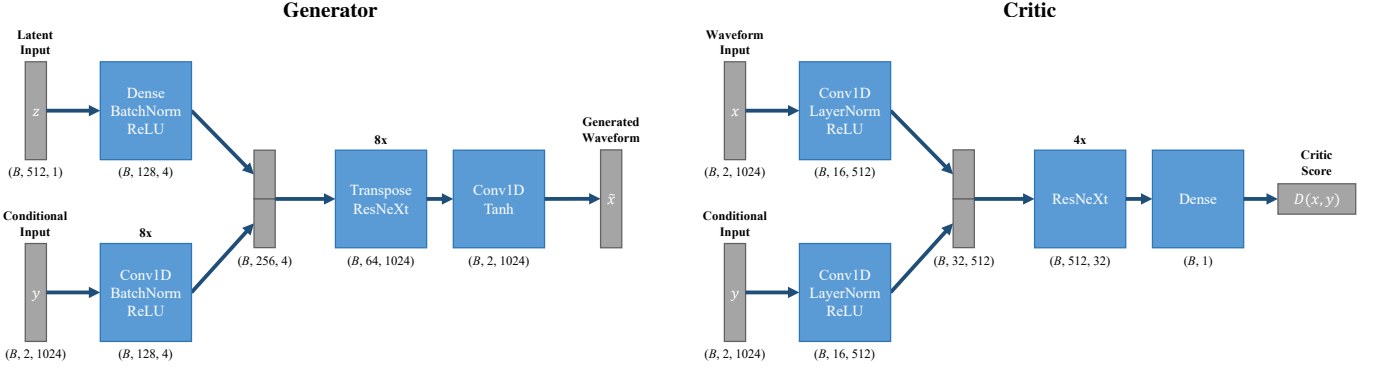 Generator
Latent
Input
z
(B, 512, 1)
Dense
BatchNorm
ReLU
(B, 128, 4)
Conditional
Input
y
(B, 2, 1024)
8x
Conv1D
BatchNorm
ReLU
(B, 128, 4)
(B, 256, 4)
8x
Transpose
ResNeXt
(B, 64, 1024)
Conv1D
Tanh
(B, 2, 1024)
Generated
Waveform
x̃
Critic
Waveform
Input
x
(B, 2, 1024)
Conv1D
LayerNorm
ReLU
(B, 16, 512)
Conditional
Input
y
(B, 2, 1024)
Conv1D
LayerNorm
ReLU
(B, 16, 512)
(B, 32, 512)
4x
ResNeXt
(B, 512, 32)
Dense
(B, 1)
Critic
Score
D(x, y)